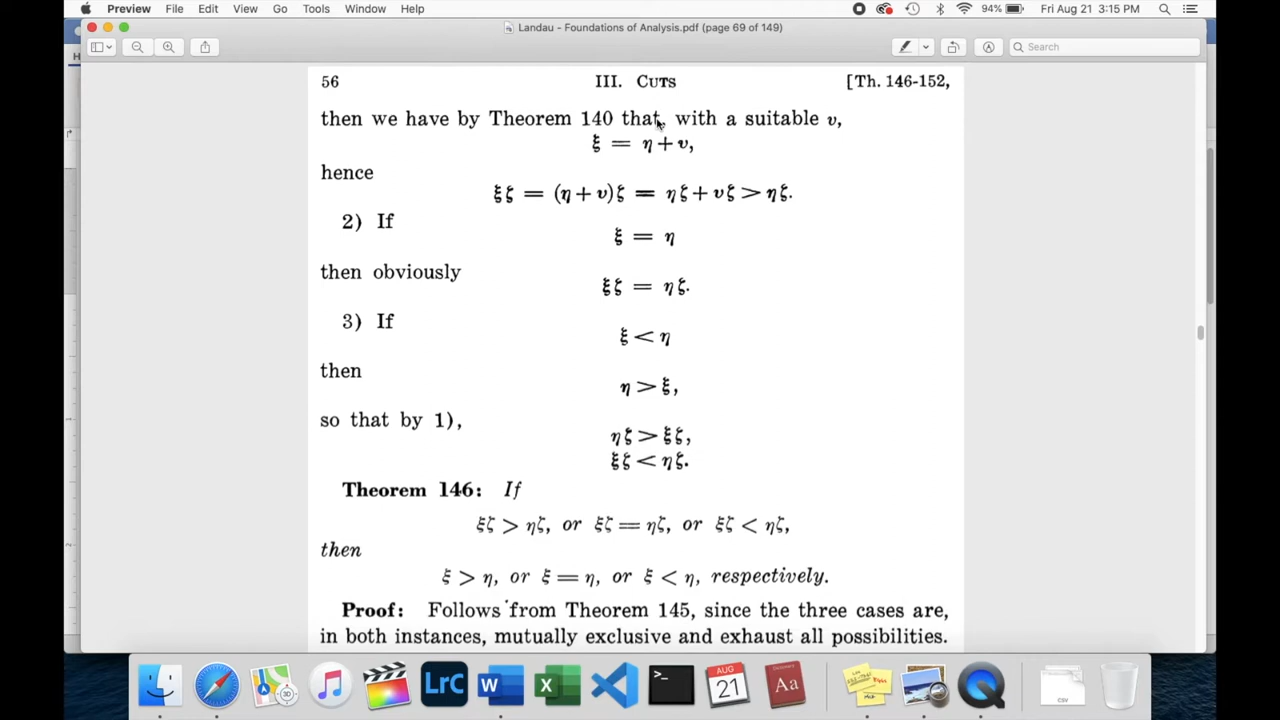 Preview File Edit View Go Tools Window Help 94% Fri Aug 21 3:15 PM
Landau - Foundations of Analysis.pdf (page 69 of 149)
Search
56 III. CUTS [Th. 146-152,
then we have by Theorem 140 that, with a suitable υ,
ξ = η + υ,
hence
ξζ = (η + υ)ζ = ηζ + υζ > ηζ.
2) If
ξ = η
then obviously
ξζ = ηζ.
3) If
ξ < η
then
η > ξ,
so that by 1),
ηζ > ξζ,
ξζ < ηζ.
Theorem 146: If
ξζ > ηζ, or ξζ = ηζ, or ξζ < ηζ,
then
ξ > η, or ξ = η, or ξ < η, respectively.
Proof: Follows from Theorem 145, since the three cases are,
in both instances, mutually exclusive and exhaust all possibilities.
LrC
W
X
>_
AUG
21
Aa
CSV